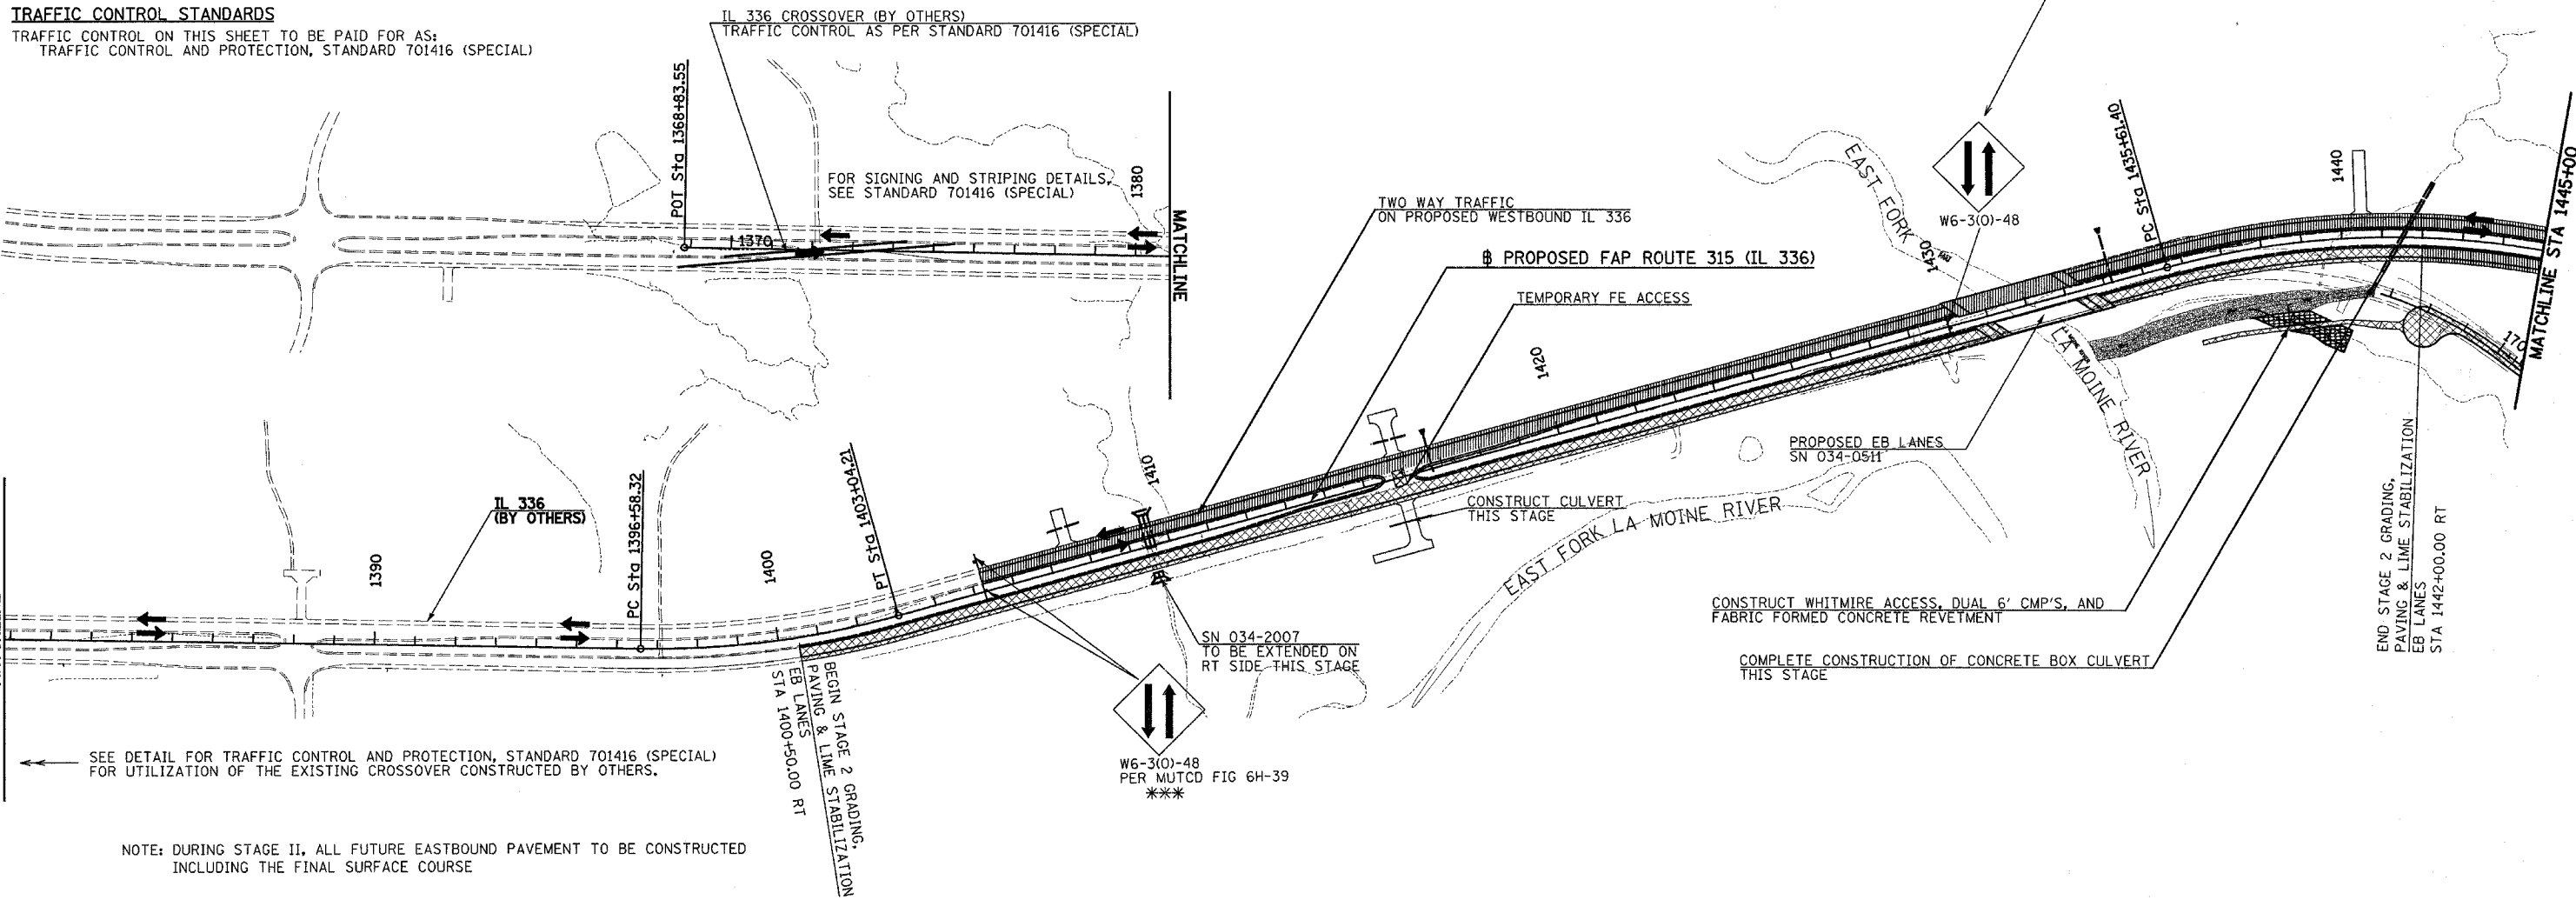 TRAFFIC CONTROL STANDARDS
TRAFFIC CONTROL ON THIS SHEET TO BE PAID FOR AS:
TRAFFIC CONTROL AND PROTECTION, STANDARD 701416 (SPECIAL)
IL 336 CROSSOVER (BY OTHERS)
TRAFFIC CONTROL AS PER STANDARD 701416 (SPECIAL)
POT Sta 1368+83.55
1370
FOR SIGNING AND STRIPING DETAILS,
SEE STANDARD 701416 (SPECIAL)
1380
MATCHLINE
TWO WAY TRAFFIC
ON PROPOSED WESTBOUND IL 336
PROPOSED FAP ROUTE 315 (IL 336)
TEMPORARY FE ACCESS
EAST FORK
W6-3(O)-48
1430
PC Sta 1435+61.40
1440
MATCHLINE STA 1445+00
170
LA MOINE RIVER
1420
PROPOSED EB LANES
SN 034-0511
CONSTRUCT CULVERT
THIS STAGE
EAST FORK LA MOINE RIVER
IL 336
(BY OTHERS)
1390
PC Sta 1396+58.32
1400
PT Sta 1403+04.21
1410
SN 034-2007
TO BE EXTENDED ON
RT SIDE THIS STAGE
W6-3(O)-48
PER MUTCD FIG 6H-39
***
BEGIN STAGE 2 GRADING,
PAVING & LIME STABILIZATION
EB LANES
STA 1400+50.00 RT
CONSTRUCT WHITMIRE ACCESS, DUAL 6' CMP'S, AND
FABRIC FORMED CONCRETE REVETMENT
COMPLETE CONSTRUCTION OF CONCRETE BOX CULVERT
THIS STAGE
END STAGE 2 GRADING,
PAVING & LIME STABILIZATION
EB LANES
STA 1442+00.00 RT
SEE DETAIL FOR TRAFFIC CONTROL AND PROTECTION, STANDARD 701416 (SPECIAL)
FOR UTILIZATION OF THE EXISTING CROSSOVER CONSTRUCTED BY OTHERS.
NOTE: DURING STAGE II, ALL FUTURE EASTBOUND PAVEMENT TO BE CONSTRUCTED
INCLUDING THE FINAL SURFACE COURSE